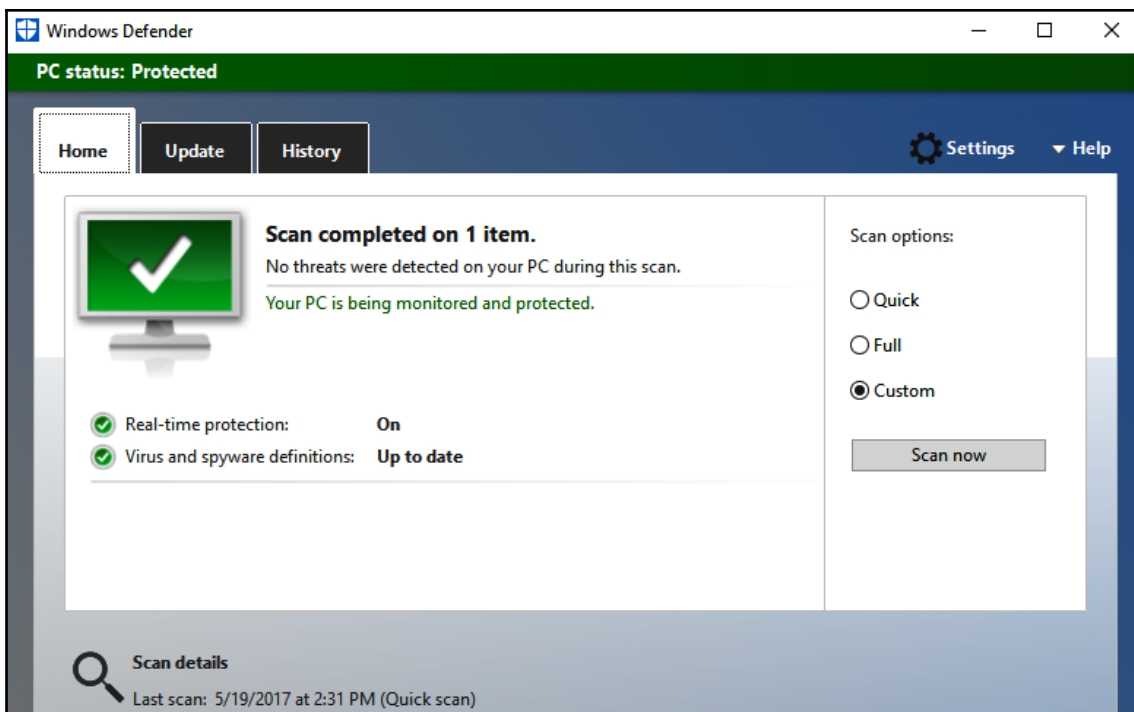 Windows Defender
PC status: Protected
Home
Update
History
Settings
Help
Scan completed on 1 item.
No threats were detected on your PC during this scan.
Your PC is being monitored and protected.
Real-time protection: On
Virus and spyware definitions: Up to date
Scan options:
Quick
Full
Custom
Scan now
Scan details
Last scan: 5/19/2017 at 2:31 PM (Quick scan)